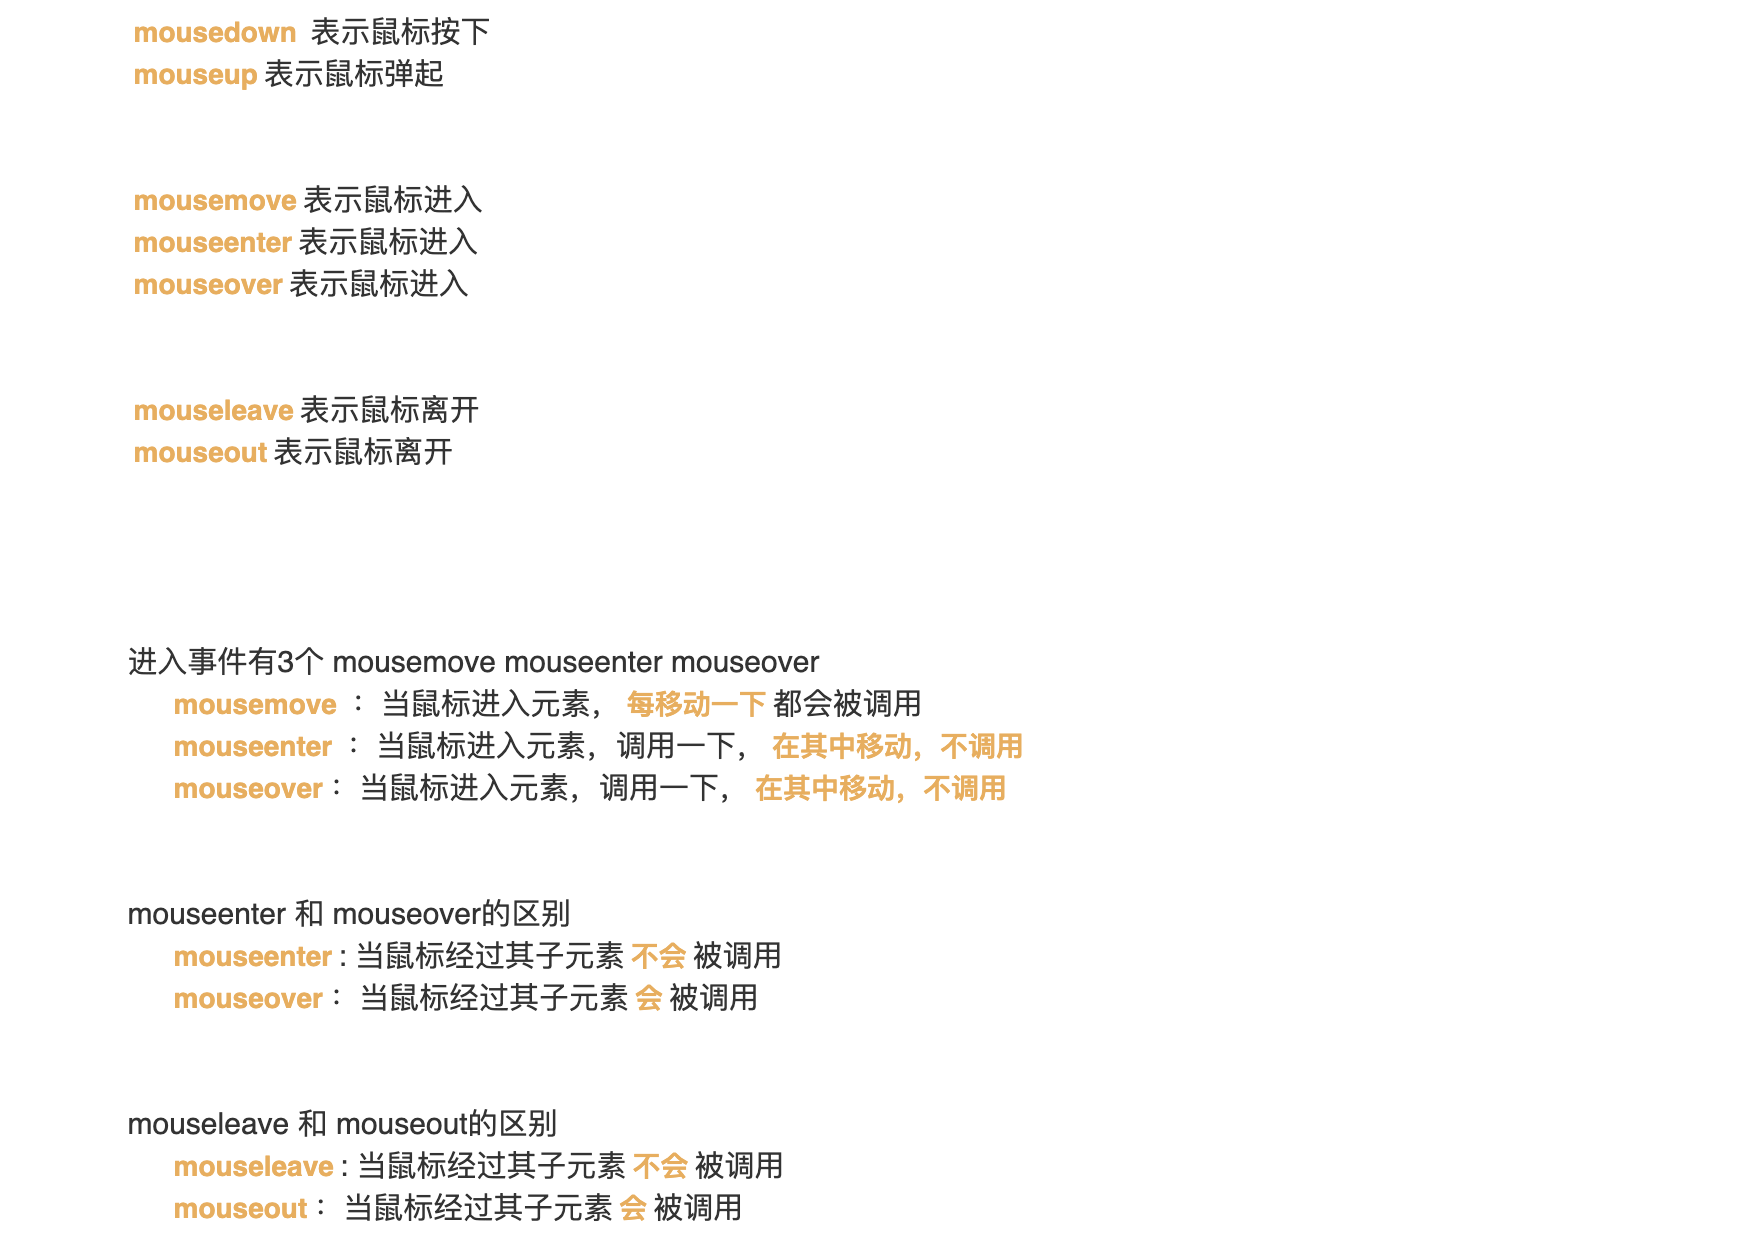 mousedown 表示鼠标按下
mouseup 表示鼠标弹起
mousemove 表示鼠标进入
mouseenter 表示鼠标进入
mouseover 表示鼠标进入
mouseleave 表示鼠标离开
mouseout 表示鼠标离开
进入事件有3个 mousemove mouseenter mouseover
mousemove ： 当鼠标进入元素， 每移动一下 都会被调用
mouseenter ： 当鼠标进入元素，调用一下， 在其中移动，不调用
mouseover： 当鼠标进入元素，调用一下， 在其中移动，不调用
mouseenter 和 mouseover的区别
mouseenter : 当鼠标经过其子元素 不会 被调用
mouseover： 当鼠标经过其子元素 会 被调用
mouseleave 和 mouseout的区别
mouseleave : 当鼠标经过其子元素 不会 被调用
mouseout： 当鼠标经过其子元素 会 被调用